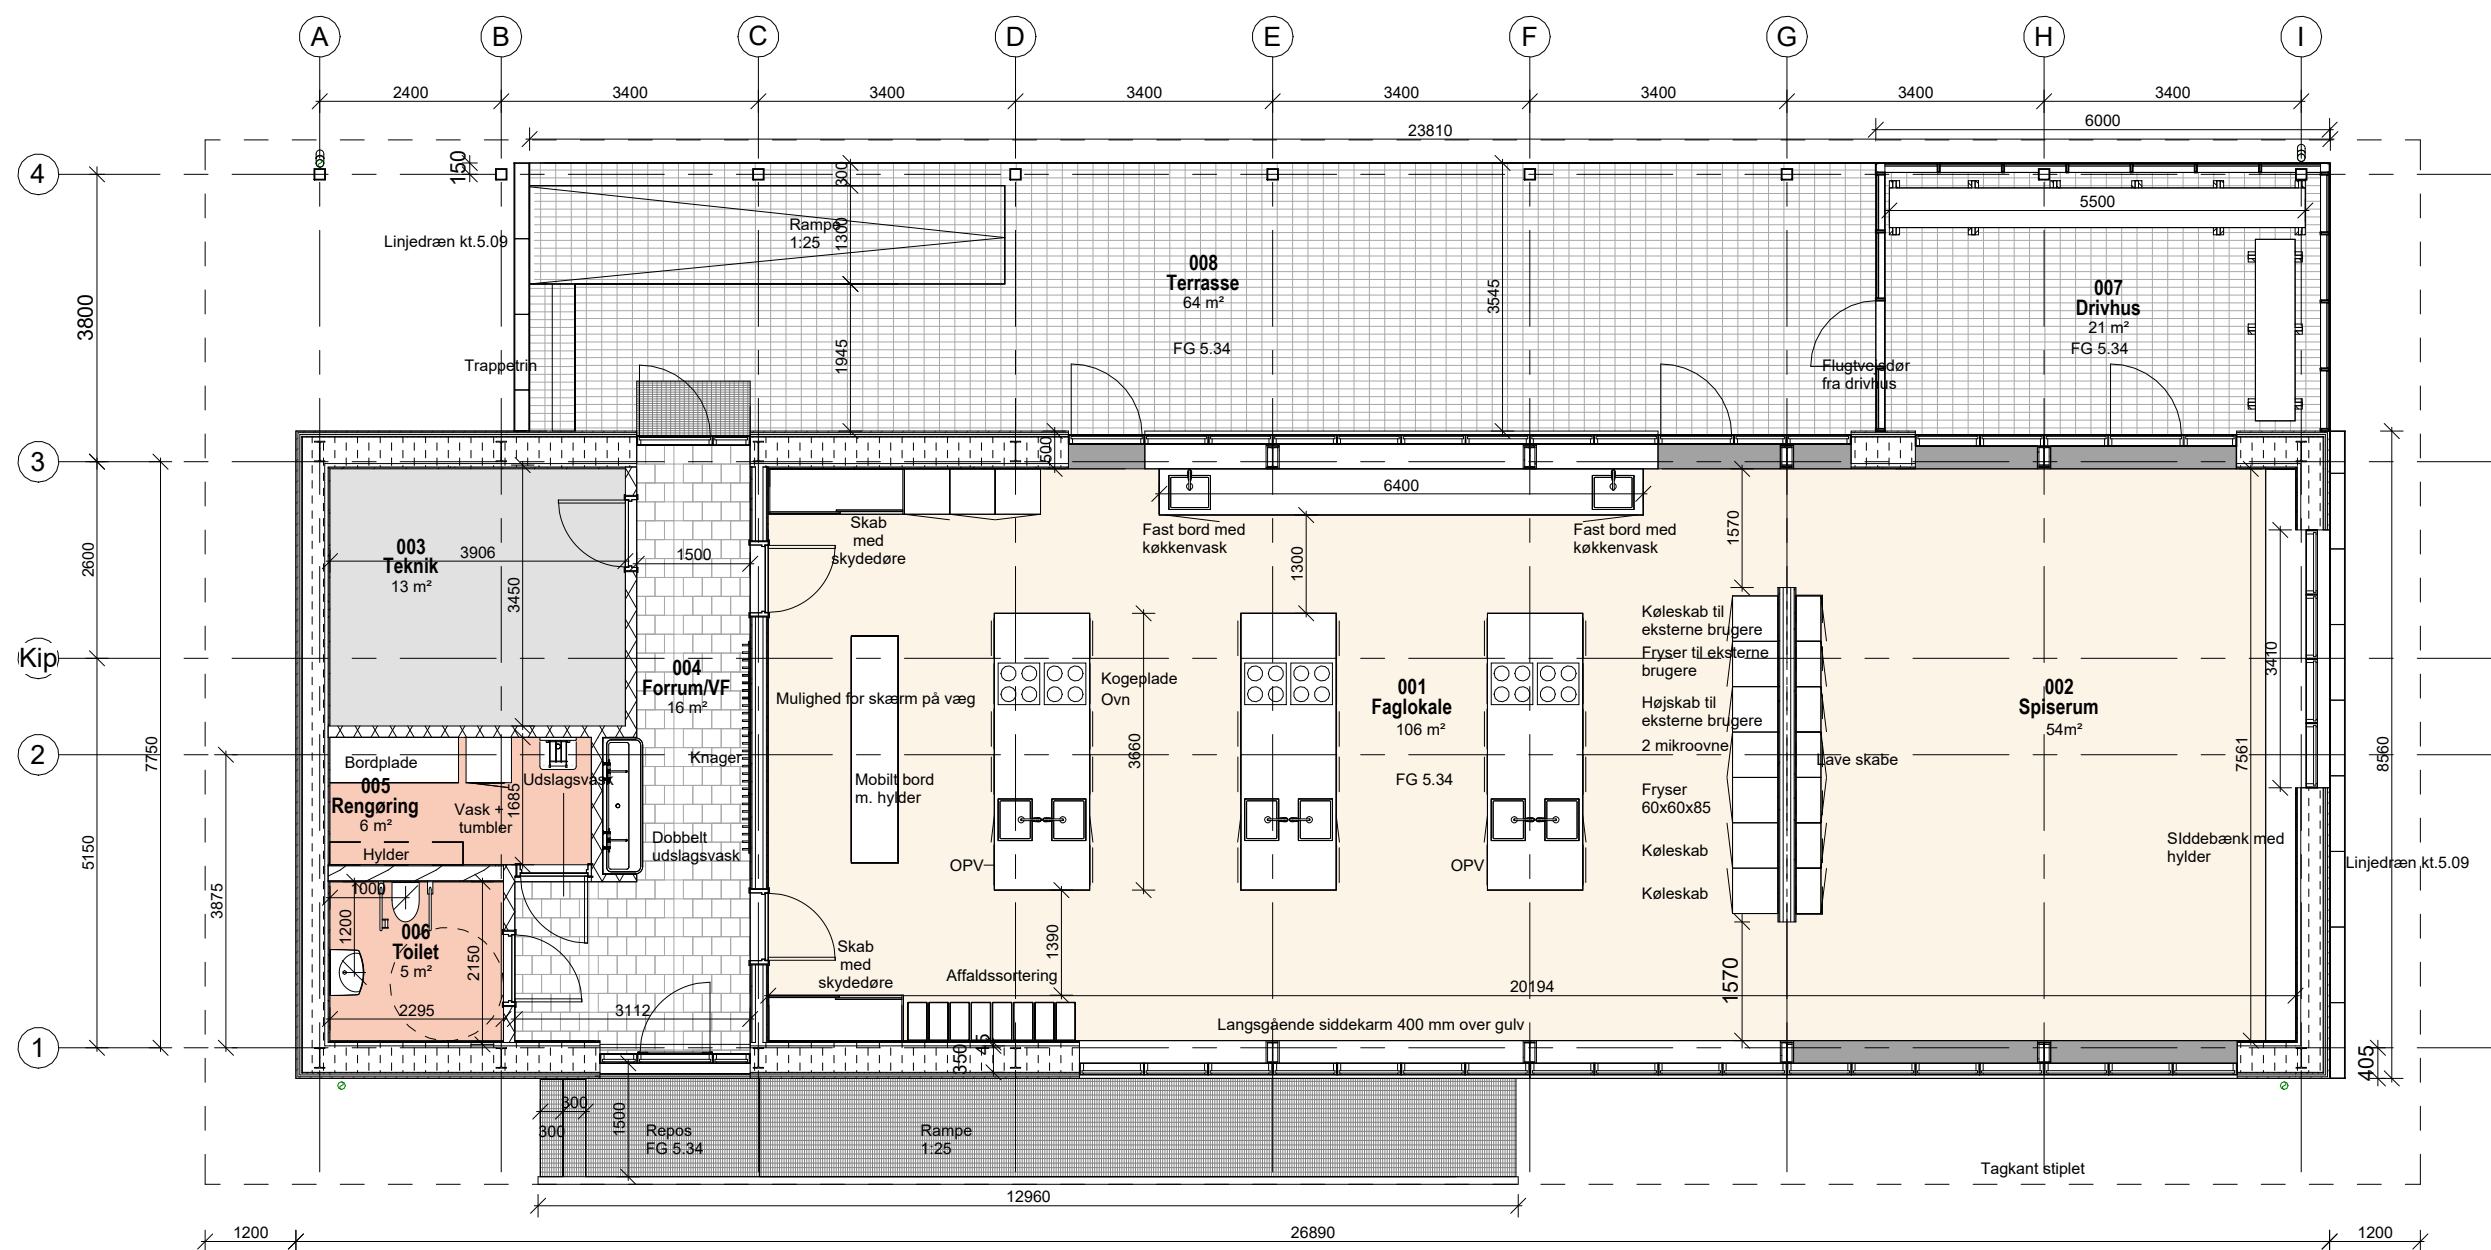 A
B
C
D
E
F
G
H
I
2400
3400
3400
3400
3400
3400
3400
3400
23810
6000
4
150
300
5500
Linjedræn kt.5.09
Rampe
1:25
1300
008
Terrasse
64 m²
FG 5.34
3545
007
Drivhus
21 m²
FG 5.34
3800
1945
Trappetrin
Flugtvejsdør
fra drivhus
3
500
6400
Skab
med
skydedøre
Fast bord med
køkkenvask
Fast bord med
køkkenvask
1570
2600
003
Teknik
13 m²
3906
1500
3450
1300
3410
Køleskab til
eksterne brugere
Kip
Fryser til eksterne
brugere
004
Forrum/VF
16 m²
Mulighed for skærm på væg
Kogeplade
Ovn
001
Faglokale
106 m²
Højskab til
eksterne brugere
002
Spiserum
54m²
2
7750
Bordplade
Knager
3660
2 mikroovne
Lave skabe
7561
8560
005
Rengøring
6 m²
Udslagsvask
1685
Vask +
tumbler
Mobilt bord
m. hylder
FG 5.34
Fryser
60x60x85
Hylder
Dobbelt
udslagsvask
OPV
OPV
Køleskab
SIddebænk med
hylder
Linjedræn kt.5.09
5150
3875
1000
Køleskab
1200
006
Toilet
5 m²
2150
1390
Skab
med
skydedøre
Affaldssortering
1570
20194
2295
3112
Langsgående siddekarm 400 mm over gulv
1
350
45
405
300
300
1500
Repos
FG 5.34
Rampe
1:25
Tagkant stiplet
12960
1200
26890
1200